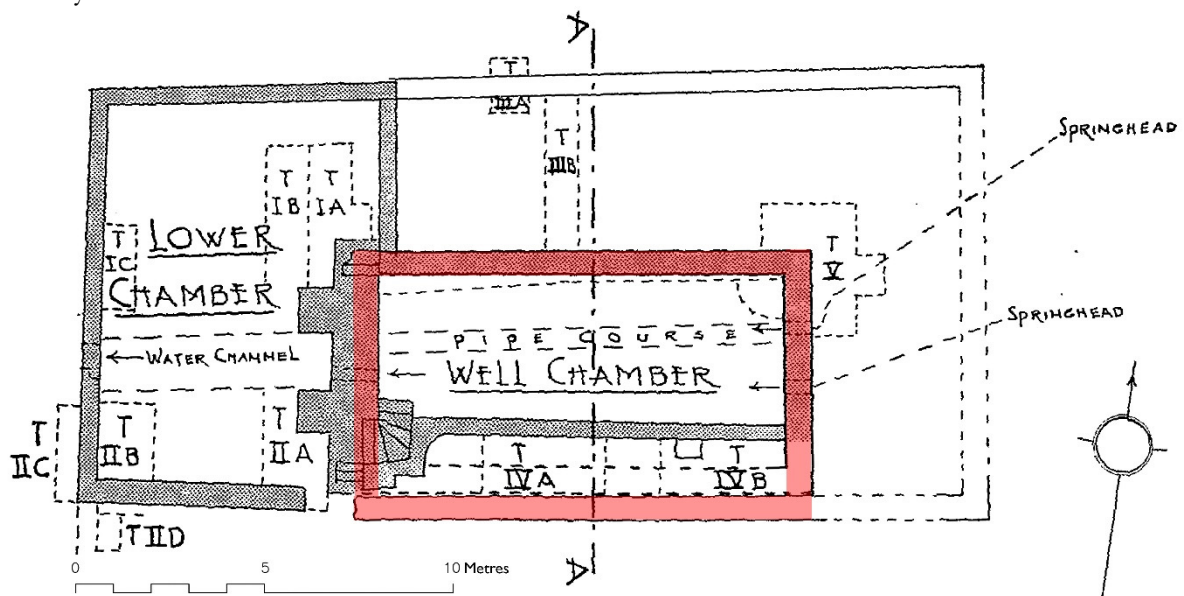 A
T
IIIA
T
IIIB
SPRINGHEAD
T
IB
T
IA
T
IC
LOWER
CHAMBER
T
V
SPRINGHEAD
PIPE COURSE
WATER CHANNEL
WELL CHAMBER
T
IIC
T
IIB
T
IIA
T
IVA
T
IVB
T IID
A
0 5 10 Metres